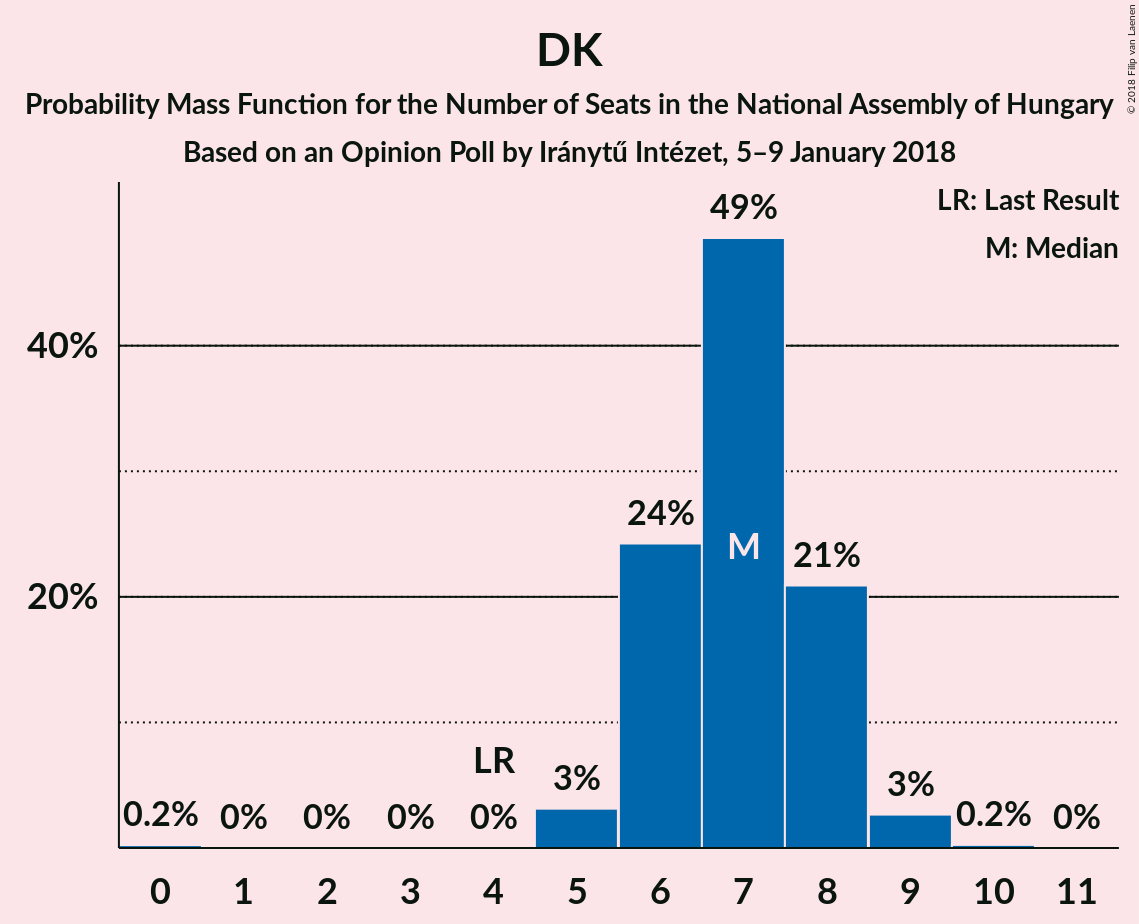 DK
Probability Mass Function for the Number of Seats in the National Assembly of Hungary
Based on an Opinion Poll by Iránytű Intézet, 5–9 January 2018
© 2018 Filip van Laenen
LR: Last Result
M: Median
49%
40%
24%
M
21%
20%
LR
3%
3%
0.2% 0% 0% 0% 0% 0.2% 0%
0 1 2 3 4 5 6 7 8 9 10 11